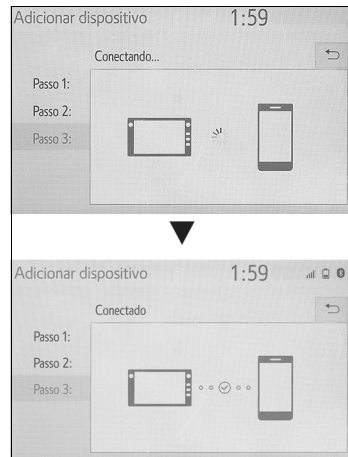 Adicionar dispositivo 1:59
Conectando...
Passo 1:
Passo 2:
Passo 3:
Adicionar dispositivo 1:59
Conectado
Passo 1:
Passo 2:
Passo 3: